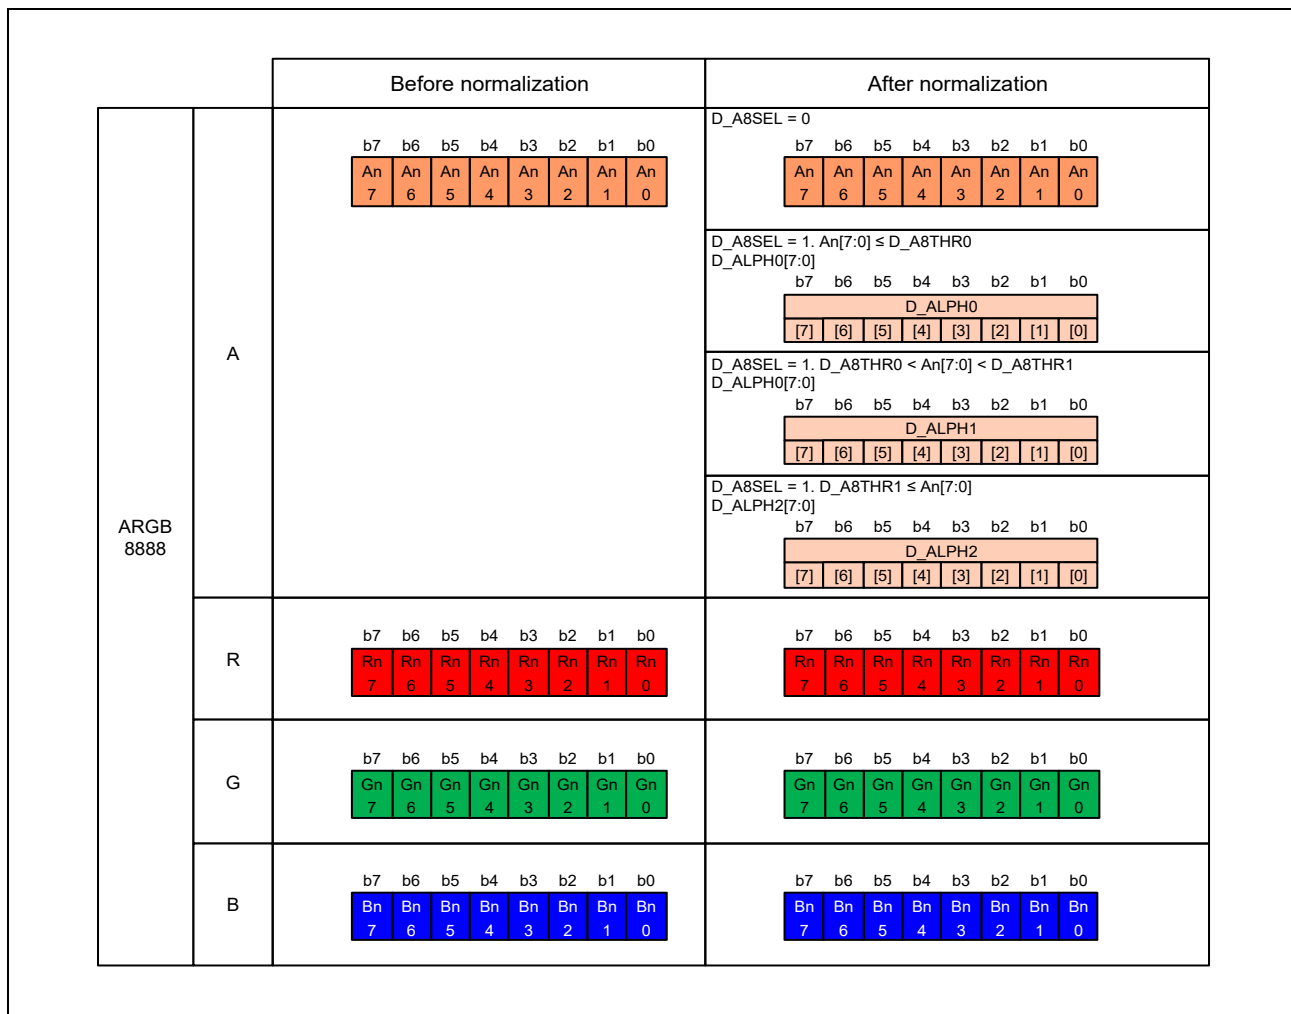 Before normalization After normalization
D_A8SEL = 0
b7 b6 b5 b4 b3 b2 b1 b0 b7 b6 b5 b4 b3 b2 b1 b0
An An An An An An An An An An An An An An An An
7 6 5 4 3 2 1 0 7 6 5 4 3 2 1 0
D_A8SEL = 1. An[7:0] ≤ D_A8THR0
D_ALPH0[7:0]
b7 b6 b5 b4 b3 b2 b1 b0
D_ALPH0
[7] [6] [5] [4] [3] [2] [1] [0]
A
D_A8SEL = 1. D_A8THR0 < An[7:0] < D_A8THR1
D_ALPH0[7:0]
b7 b6 b5 b4 b3 b2 b1 b0
D_ALPH1
[7] [6] [5] [4] [3] [2] [1] [0]
D_A8SEL = 1. D_A8THR1 ≤ An[7:0]
D_ALPH2[7:0]
b7 b6 b5 b4 b3 b2 b1 b0
D_ALPH2
[7] [6] [5] [4] [3] [2] [1] [0]
ARGB
8888
b7 b6 b5 b4 b3 b2 b1 b0 b7 b6 b5 b4 b3 b2 b1 b0
R
Rn Rn Rn Rn Rn Rn Rn Rn Rn Rn Rn Rn Rn Rn Rn Rn
7 6 5 4 3 2 1 0 7 6 5 4 3 2 1 0
b7 b6 b5 b4 b3 b2 b1 b0 b7 b6 b5 b4 b3 b2 b1 b0
G
Gn Gn Gn Gn Gn Gn Gn Gn Gn Gn Gn Gn Gn Gn Gn Gn
7 6 5 4 3 2 1 0 7 6 5 4 3 2 1 0
b7 b6 b5 b4 b3 b2 b1 b0 b7 b6 b5 b4 b3 b2 b1 b0
B
Bn Bn Bn Bn Bn Bn Bn Bn Bn Bn Bn Bn Bn Bn Bn Bn
7 6 5 4 3 2 1 0 7 6 5 4 3 2 1 0